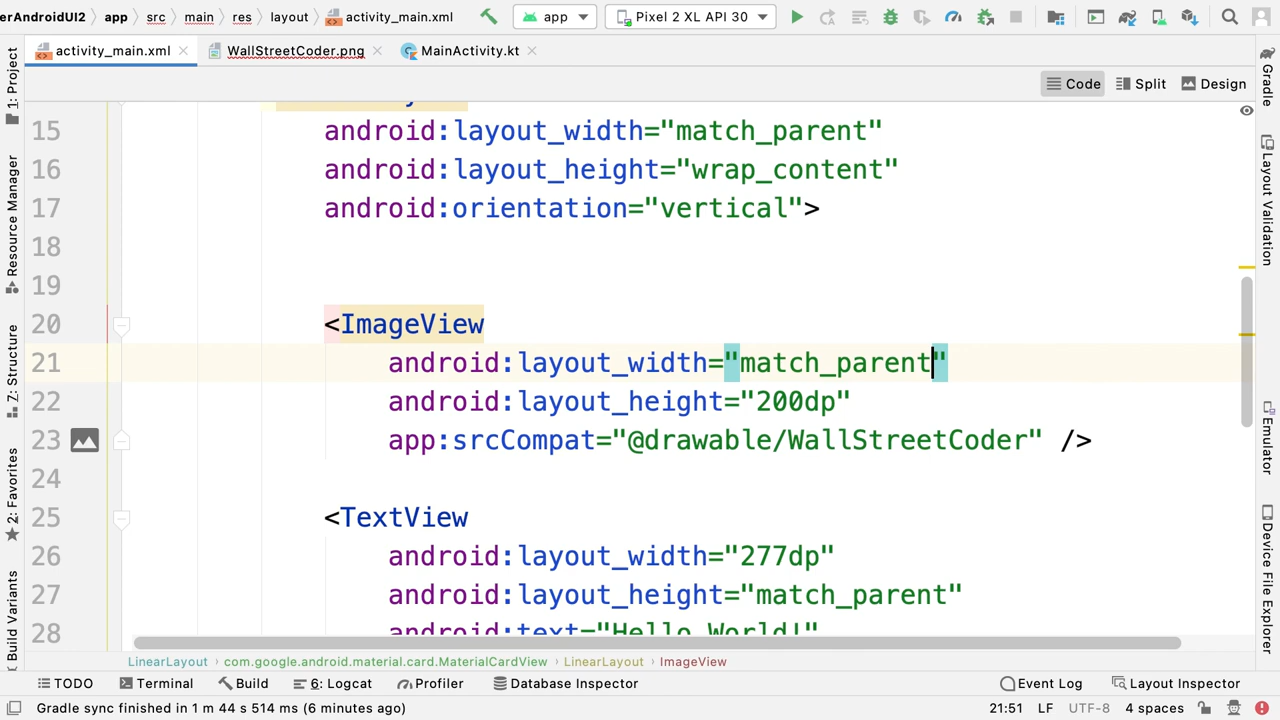 erAndroidUI2 app src main res layout activity_main.xml app Pixel 2 XL API 30
activity_main.xml WallStreetCoder.png MainActivity.kt
Code Split Design
15 android:layout_width="match_parent"
16 android:layout_height="wrap_content"
17 android:orientation="vertical">
18
19
20 <ImageView
21 android:layout_width="match_parent"
22 android:layout_height="200dp"
23 app:srcCompat="@drawable/WallStreetCoder" />
24
25 <TextView
26 android:layout_width="277dp"
27 android:layout_height="match_parent"
28 android:text="Hello World!"
1: Project
Resource Manager
Z: Structure
2: Favorites
Build Variants
Gradle
Layout Validation
Emulator
Device File Explorer
LinearLayout com.google.android.material.card.MaterialCardView LinearLayout ImageView
TODO Terminal Build 6: Logcat Profiler Database Inspector Event Log Layout Inspector
Gradle sync finished in 1 m 44 s 514 ms (6 minutes ago) 21:51 LF UTF-8 4 spaces